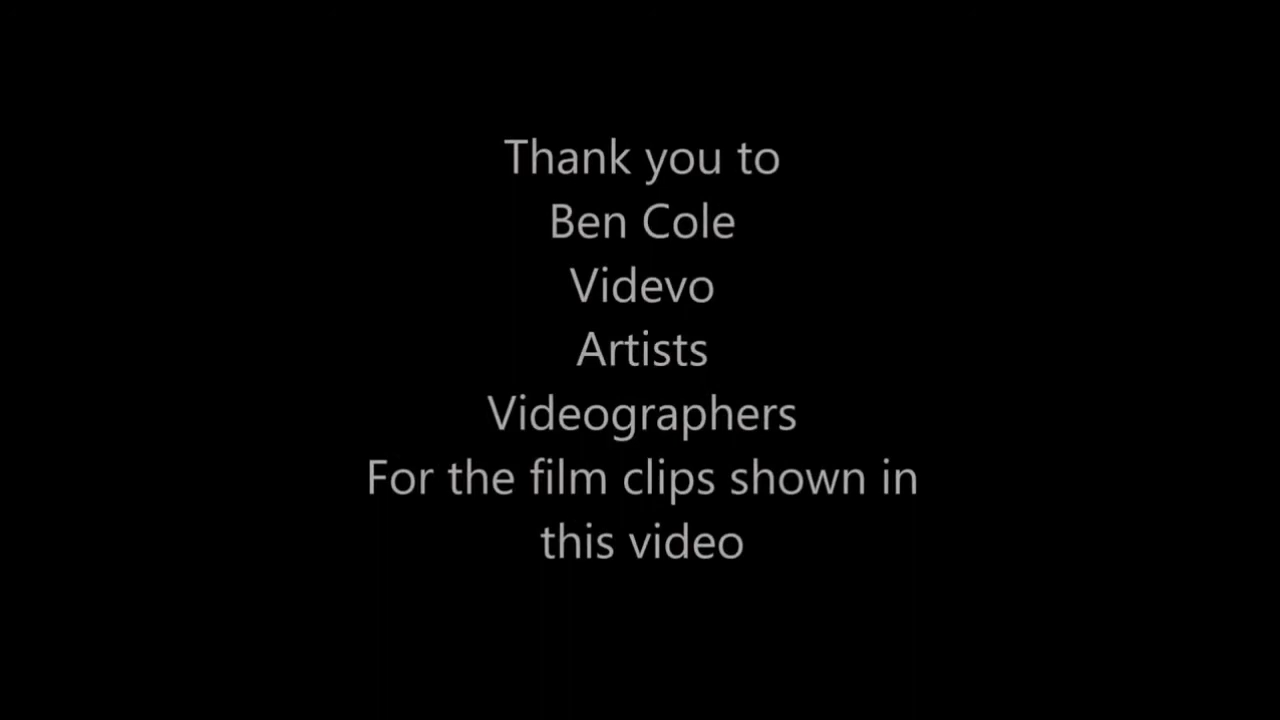 Thank you to
Ben Cole
Videvo
Artists
Videographers
For the film clips shown in
this video